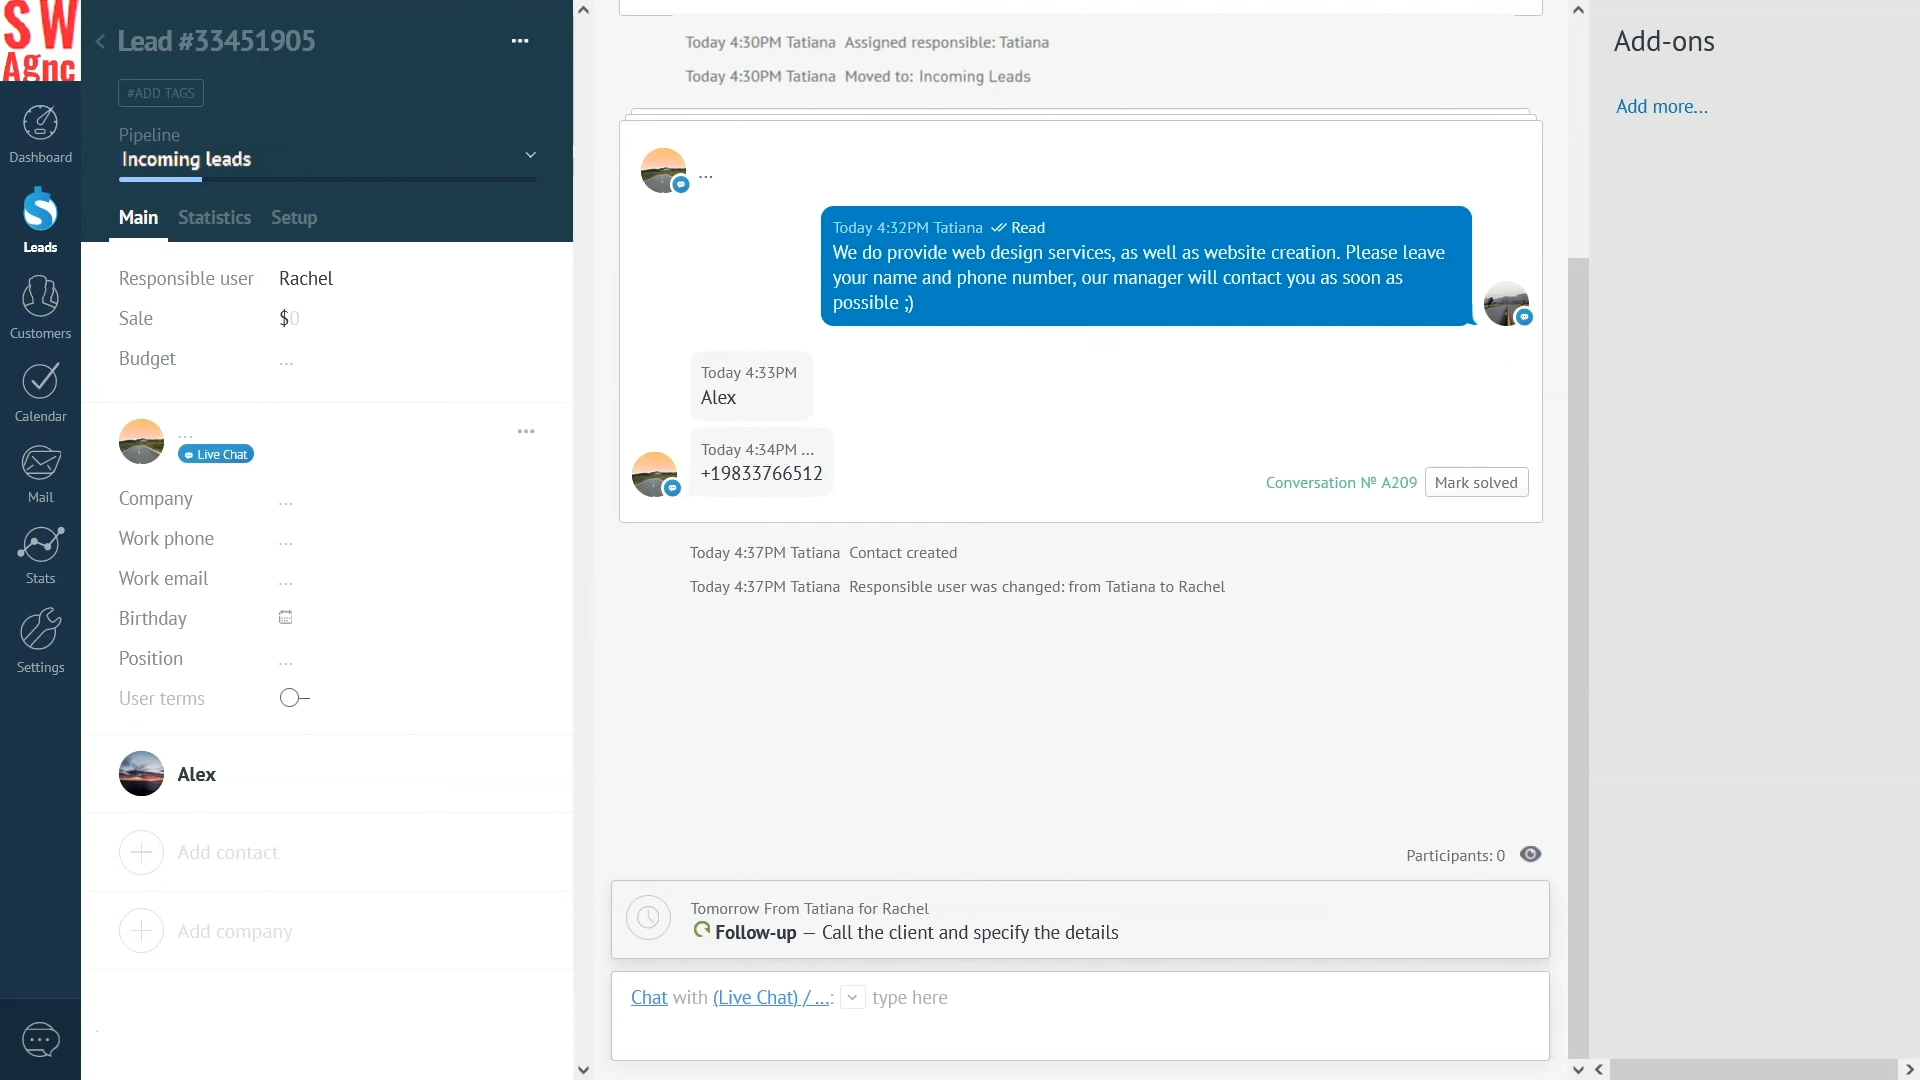 SW
Agnc
Dashboard
Leads
Customers
Calendar
Mail
Stats
Settings
Lead #33451905
#ADD TAGS
Pipeline
Incoming leads
Main Statistics Setup
Responsible user Rachel
Sale $0
Budget ...
...
Live Chat
Company ...
Work phone ...
Work email ...
Birthday
Position ...
User terms
Alex
Add contact
Add company
Today 4:30PM Tatiana Assigned responsible: Tatiana
Today 4:30PM Tatiana Moved to: Incoming Leads
...
Today 4:32PM Tatiana Read
We do provide web design services, as well as website creation. Please leave
your name and phone number, our manager will contact you as soon as
possible ;)
Today 4:33PM
Alex
Today 4:34PM ...
+19833766512
Conversation № A209 Mark solved
Today 4:37PM Tatiana Contact created
Today 4:37PM Tatiana Responsible user was changed: from Tatiana to Rachel
Participants: 0
Tomorrow From Tatiana for Rachel
Follow-up — Call the client and specify the details
Chat with (Live Chat) / ...: type here
Add-ons
Add more...